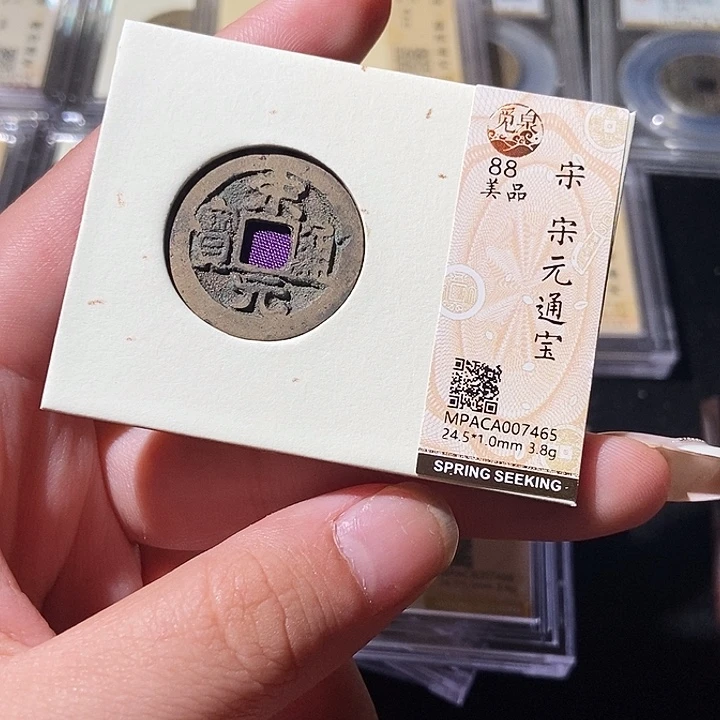 宋
元
通
寳
觅泉
88
美品
宋
宋元通宝
MPACA007465
24.5*1.0mm 3.8g
SPRING SEEKING